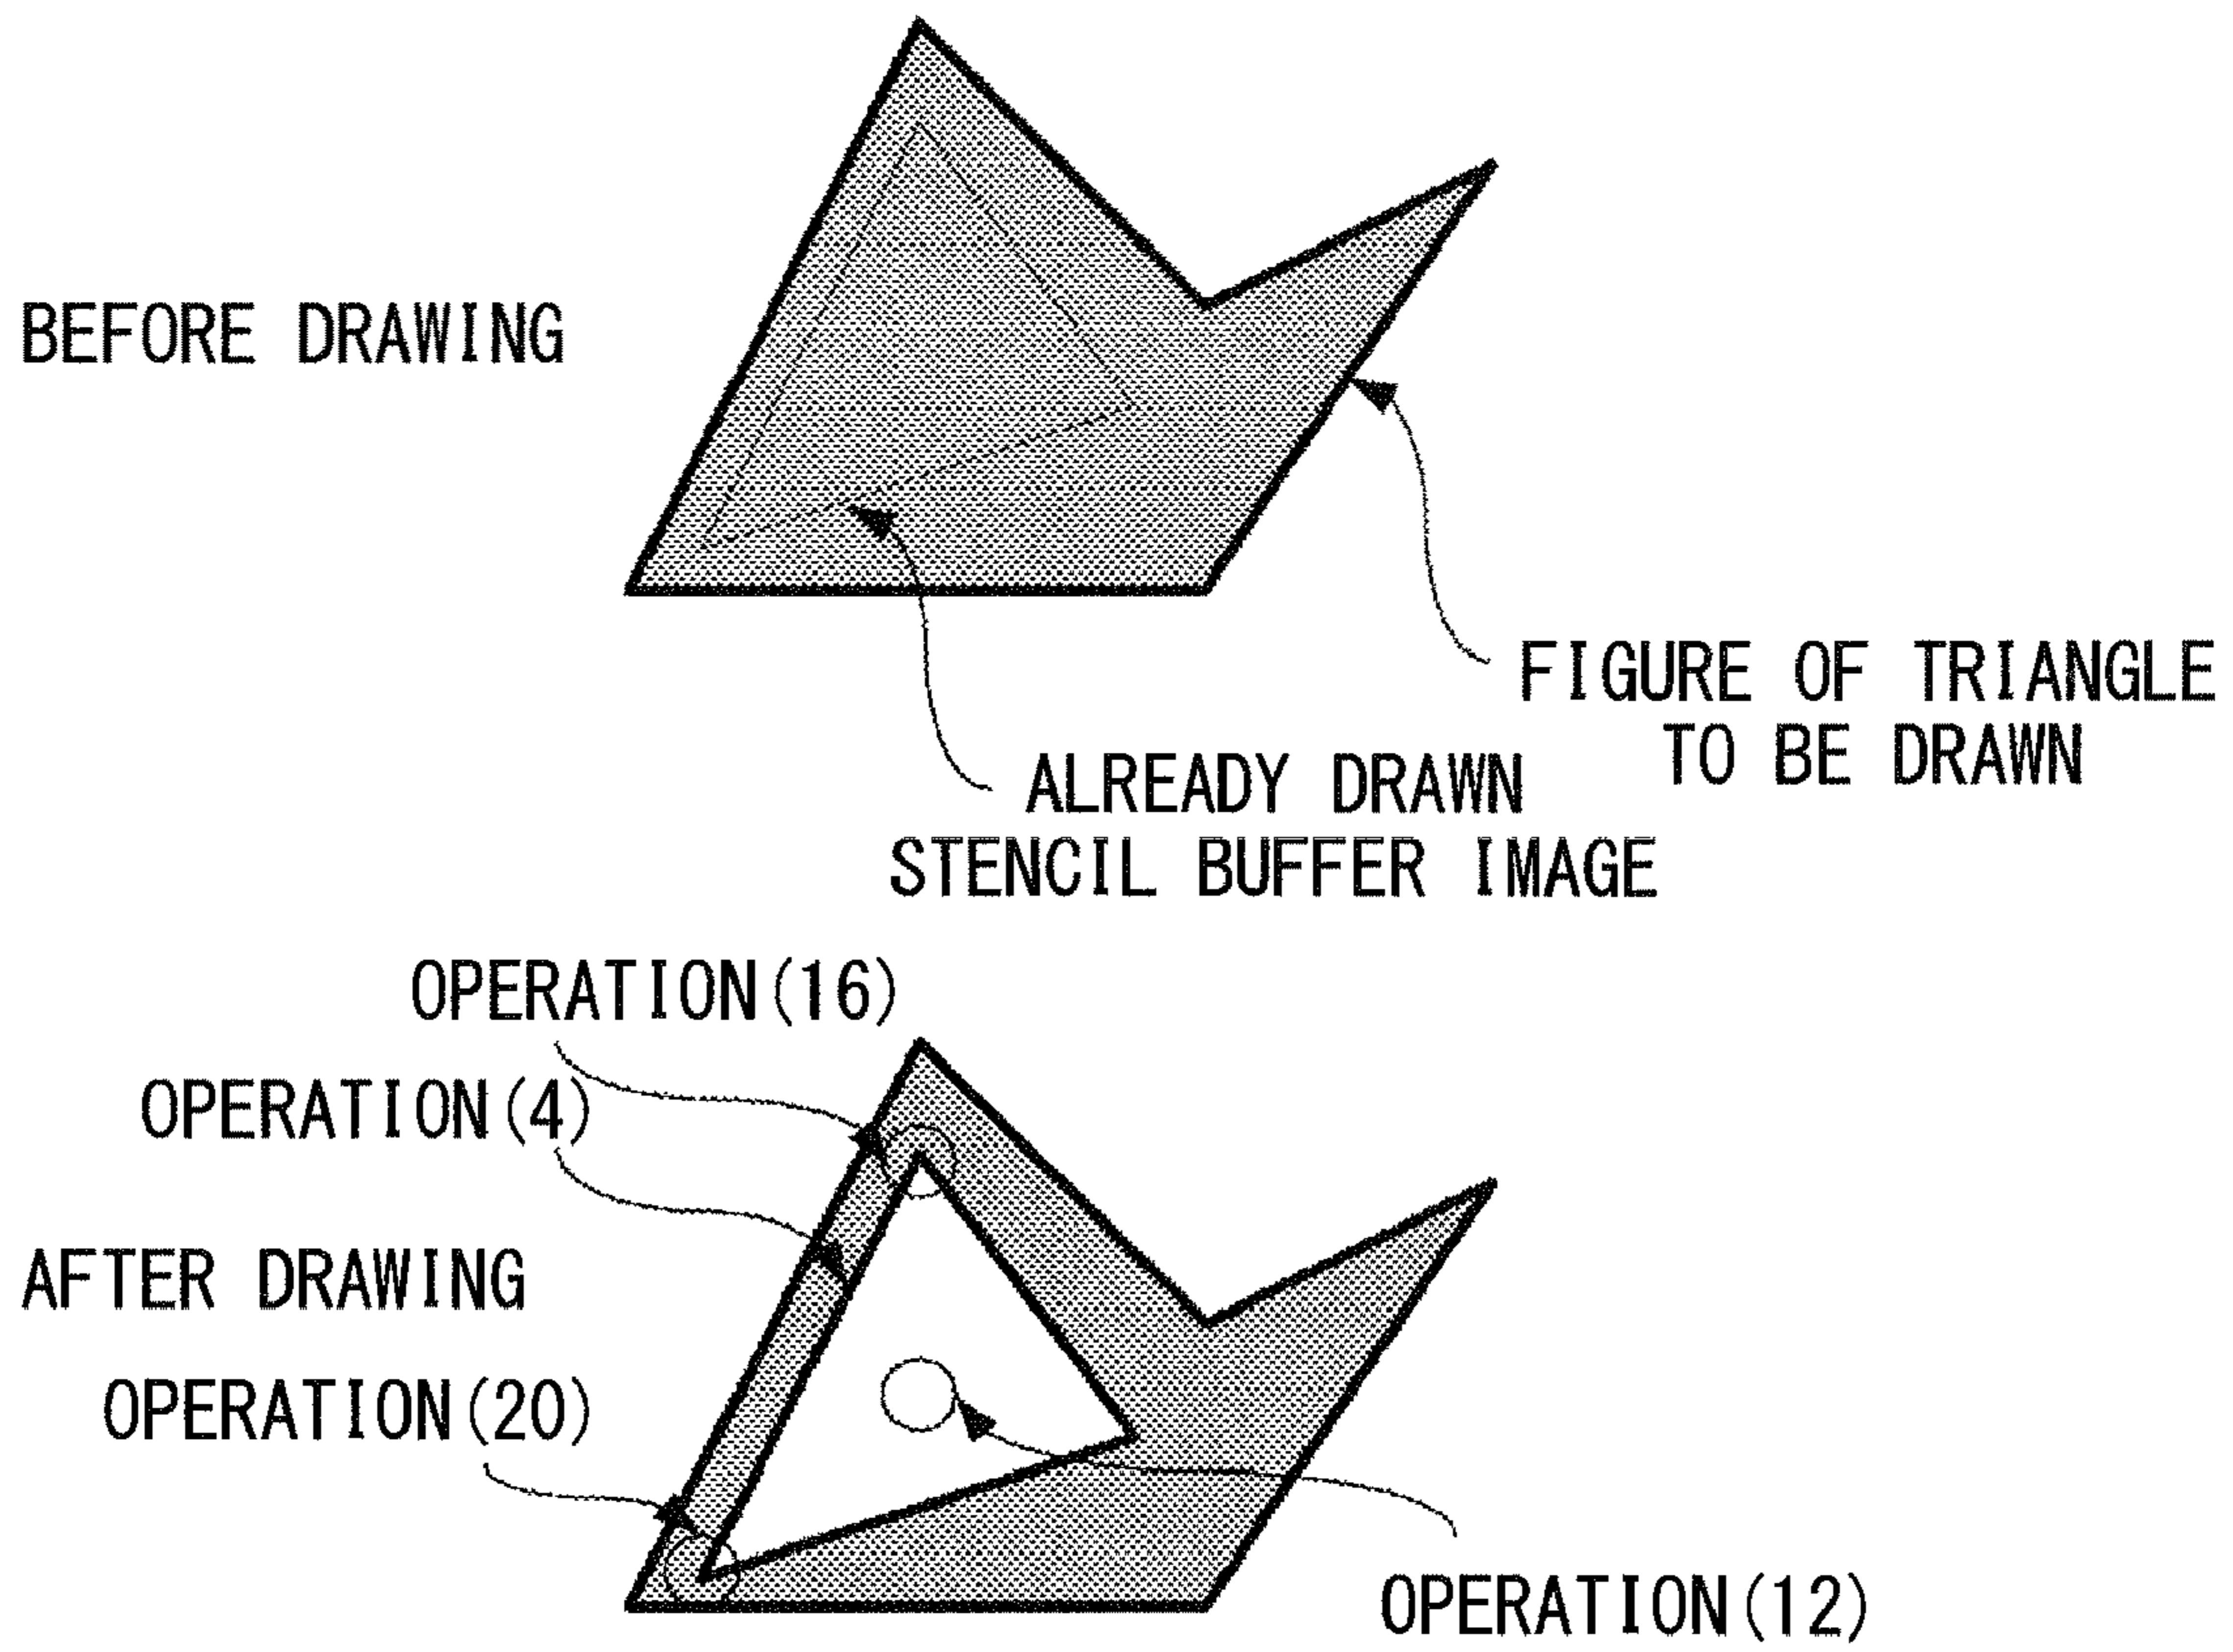 BEFORE DRAWING
FIGURE OF TRIANGLE
TO BE DRAWN
ALREADY DRAWN
STENCIL BUFFER IMAGE
OPERATION(16)
OPERATION(4)
AFTER DRAWING
OPERATION(20)
OPERATION(12)